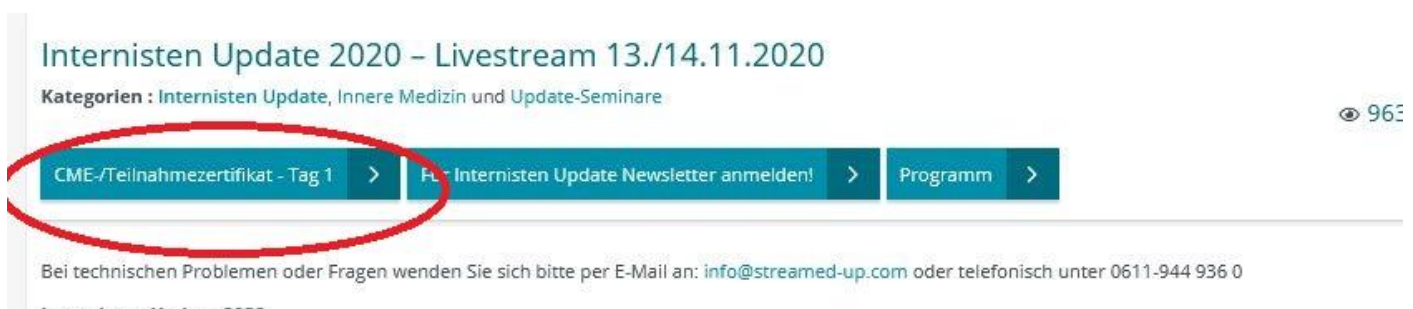 Internisten Update 2020 – Livestream 13./14.11.2020
Kategorien : Internisten Update, Innere Medizin und Update-Seminare
963
CME-/Teilnahmezertifikat - Tag 1
Für Internisten Update Newsletter anmelden!
Programm
Bei technischen Problemen oder Fragen wenden Sie sich bitte per E-Mail an: info@streamed-up.com oder telefonisch unter 0611-944 936 0